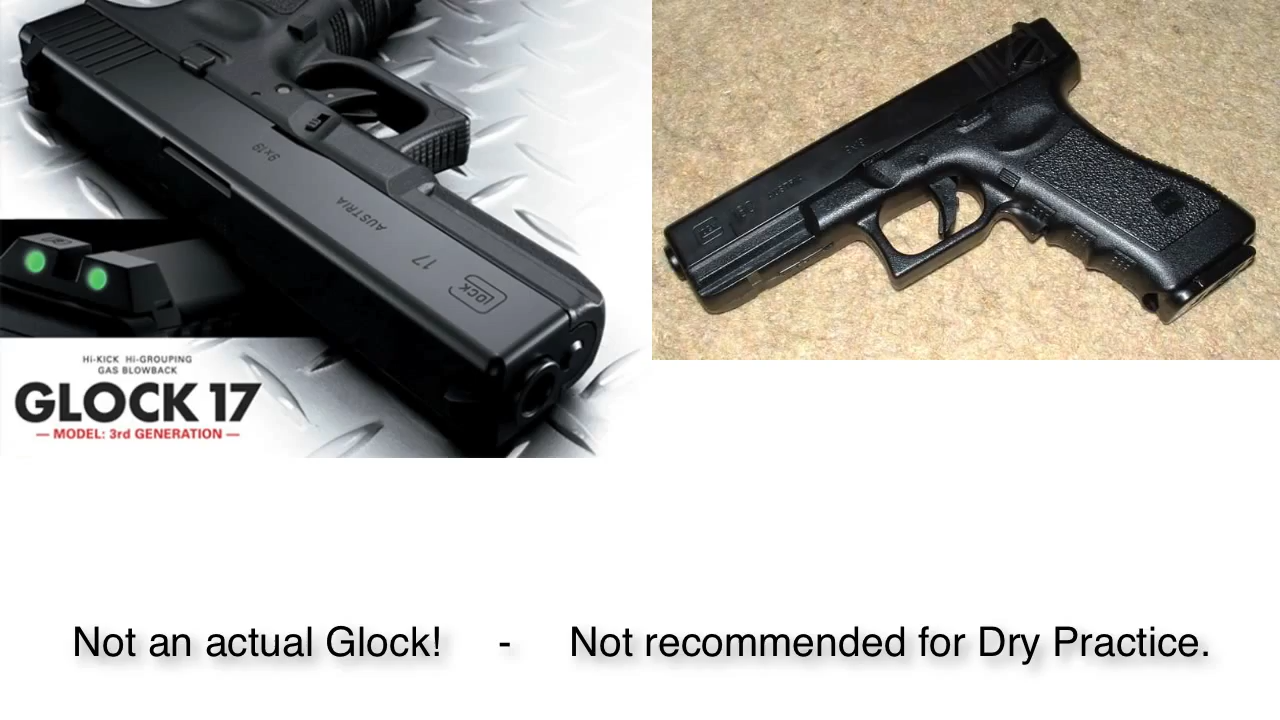 9x19
AUSTRIA
17
GLOCK
Hi-KICK Hi-GROUPING
GAS BLOWBACK
GLOCK 17
— MODEL: 3rd GENERATION —
Not an actual Glock! - Not recommended for Dry Practice.